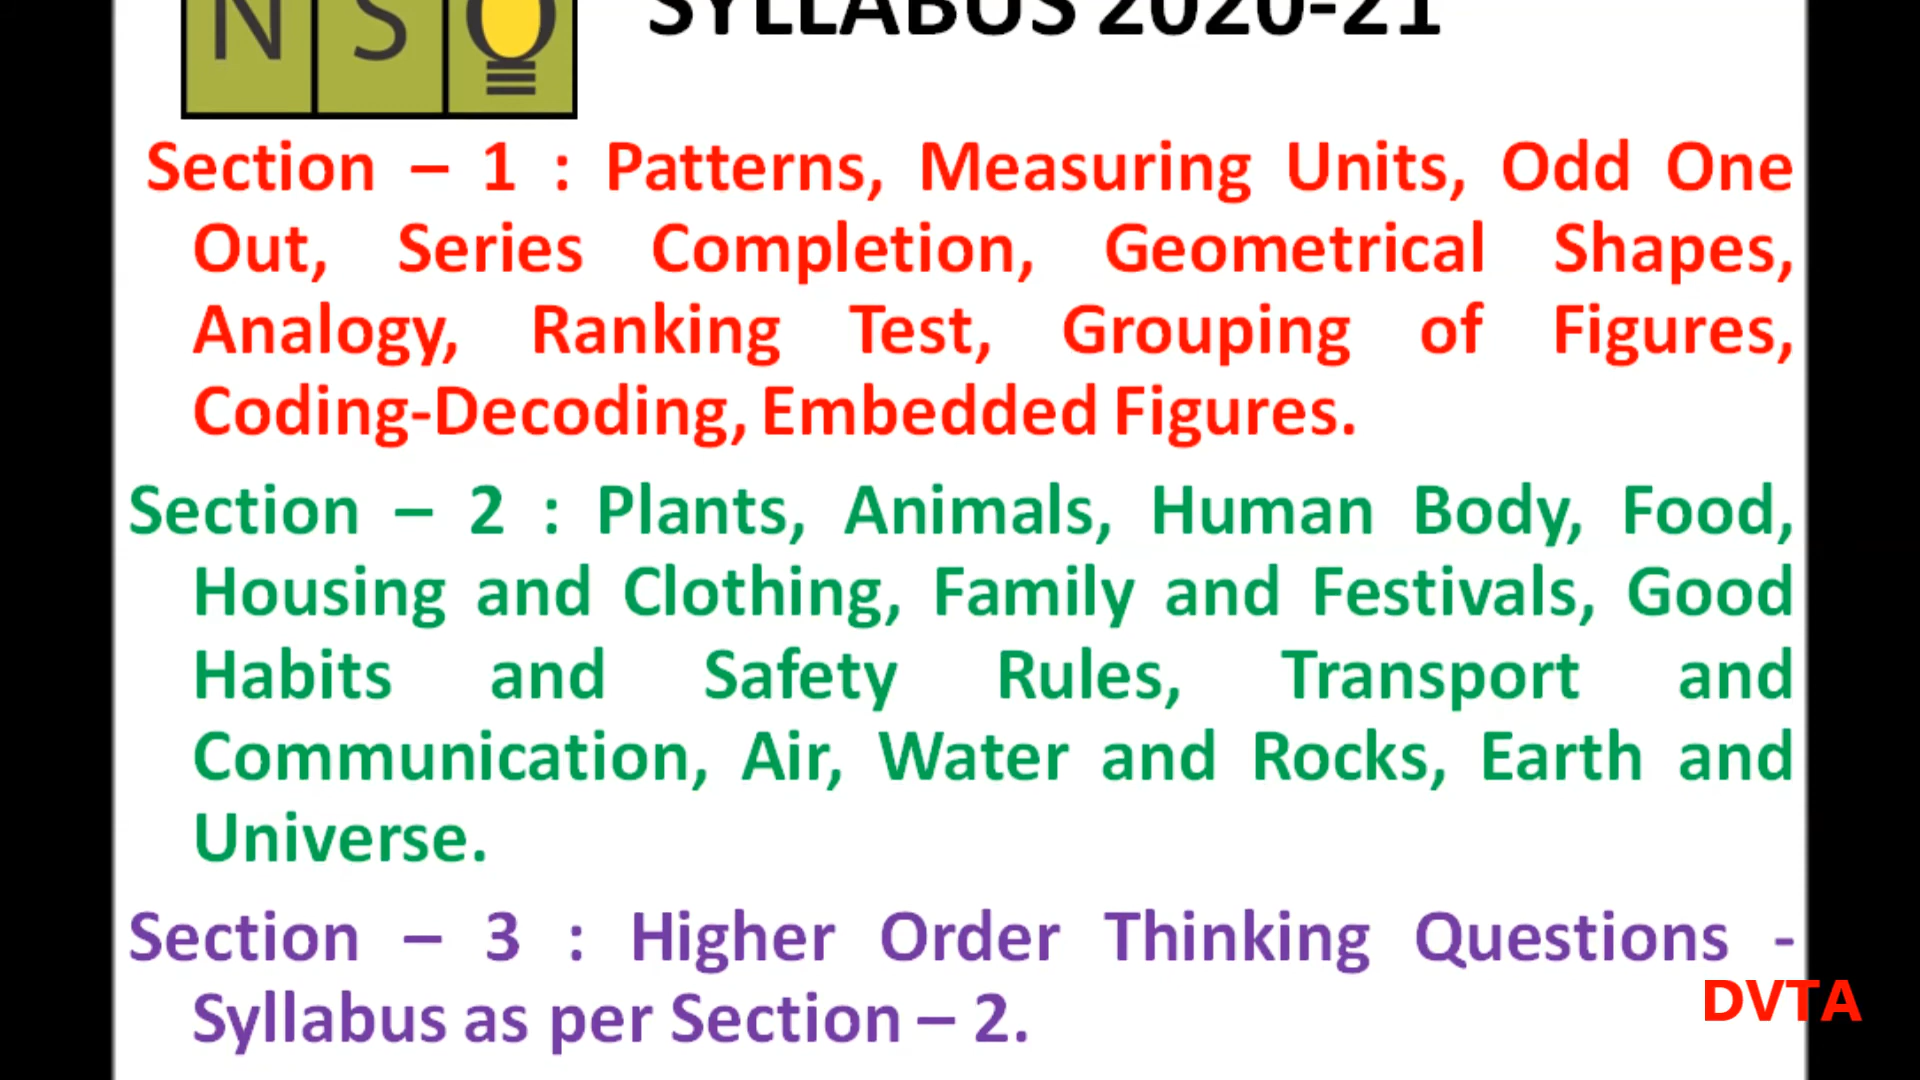 N S O
SYLLABUS 2020-21
Section – 1 : Patterns, Measuring Units, Odd One
Out, Series Completion, Geometrical Shapes,
Analogy, Ranking Test, Grouping of Figures,
Coding-Decoding, Embedded Figures.
Section – 2 : Plants, Animals, Human Body, Food,
Housing and Clothing, Family and Festivals, Good
Habits and Safety Rules, Transport and
Communication, Air, Water and Rocks, Earth and
Universe.
Section – 3 : Higher Order Thinking Questions -
Syllabus as per Section – 2.
DVTA